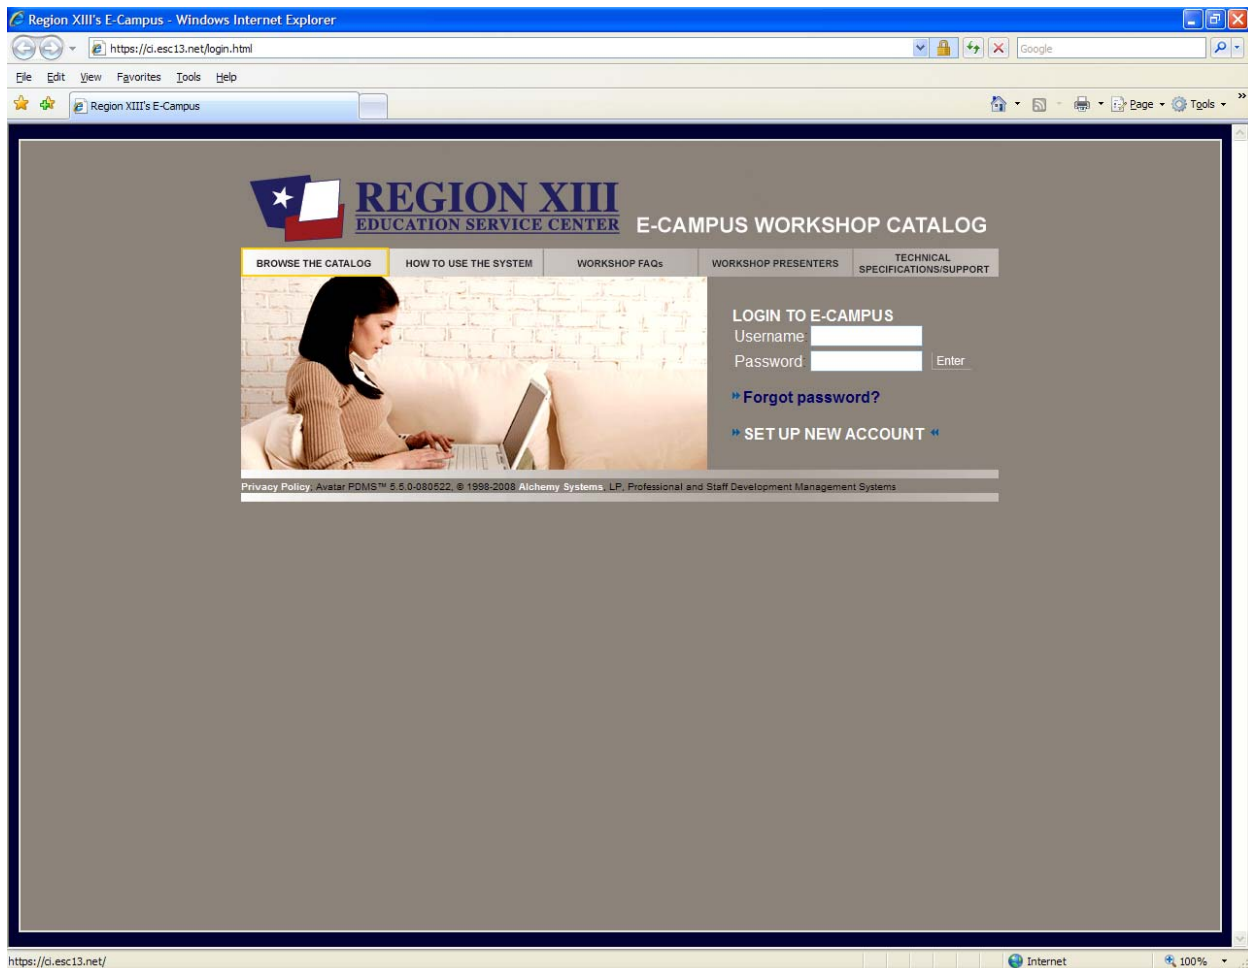 Region XIII's E-Campus - Windows Internet Explorer
https://ci.esc13.net/login.html
Google
File Edit View Favorites Tools Help
Region XIII's E-Campus
Page Tools »
REGION XIII
EDUCATION SERVICE CENTER
E-CAMPUS WORKSHOP CATALOG
BROWSE THE CATALOG
HOW TO USE THE SYSTEM
WORKSHOP FAQs
WORKSHOP PRESENTERS
TECHNICAL
SPECIFICATIONS/SUPPORT
LOGIN TO E-CAMPUS
Username:
Password:
Enter
» Forgot password?
» SET UP NEW ACCOUNT «
Privacy Policy. Avatar PDMS™ 5.5.0-080522, © 1998-2008 Alchemy Systems, LP, Professional and Staff Development Management Systems
https://ci.esc13.net/
Internet
100%